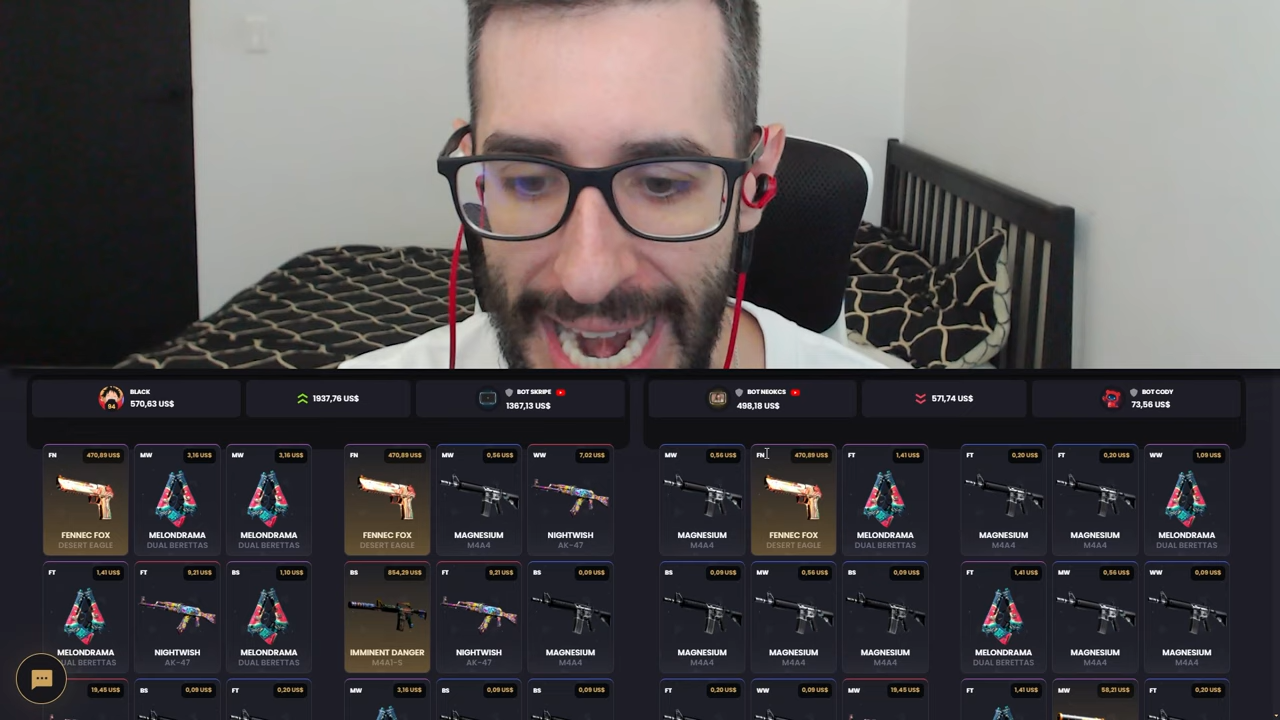 BLACK
94
570,63 US$
1937,76 US$
BOT SKRIPE
1367,13 US$
BOT NEOKCS
498,18 US$
571,74 US$
BOT CODY
73,56 US$
FN 470,89 US$ MW 3,16 US$ MW 3,16 US$ FN 470,89 US$ MW 0,56 US$ WW 7,02 US$ MW 0,56 US$ FN 470,89 US$ FT 1,41 US$ FT 0,20 US$ FT 0,20 US$ WW 1,09 US$
FENNEC FOX MELONDRAMA MELONDRAMA FENNEC FOX MAGNESIUM NIGHTWISH MAGNESIUM FENNEC FOX MELONDRAMA MAGNESIUM MAGNESIUM MELONDRAMA
DESERT EAGLE DUAL BERETTAS DUAL BERETTAS DESERT EAGLE M4A4 AK-47 M4A4 DESERT EAGLE DUAL BERETTAS M4A4 M4A4 DUAL BERETTAS
FT 1,41 US$ FT 9,21 US$ BS 1,10 US$ BS 854,29 US$ FT 9,21 US$ BS 0,09 US$ BS 0,09 US$ MW 0,56 US$ BS 0,09 US$ FT 1,41 US$ MW 0,56 US$ WW 0,09 US$
MELONDRAMA NIGHTWISH MELONDRAMA IMMINENT DANGER NIGHTWISH MAGNESIUM MAGNESIUM MAGNESIUM MAGNESIUM MELONDRAMA MAGNESIUM MAGNESIUM
DUAL BERETTAS AK-47 DUAL BERETTAS M4A1-S AK-47 M4A4 M4A4 M4A4 M4A4 DUAL BERETTAS M4A4 M4A4
19,45 US$ BS 0,09 US$ FT 0,20 US$ MW 3,16 US$ BS 0,09 US$ BS 0,09 US$ FT 0,20 US$ WW 0,09 US$ MW 19,45 US$ FT 1,41 US$ MW 58,21 US$ FT 0,20 US$